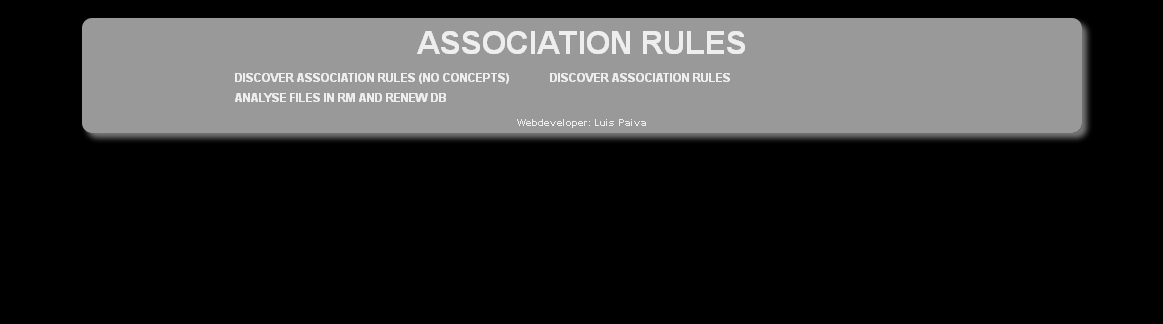 ASSOCIATION RULES
DISCOVER ASSOCIATION RULES (NO CONCEPTS) DISCOVER ASSOCIATION RULES
ANALYSE FILES IN RM AND RENEW DB
Webdeveloper: Luis Paiva